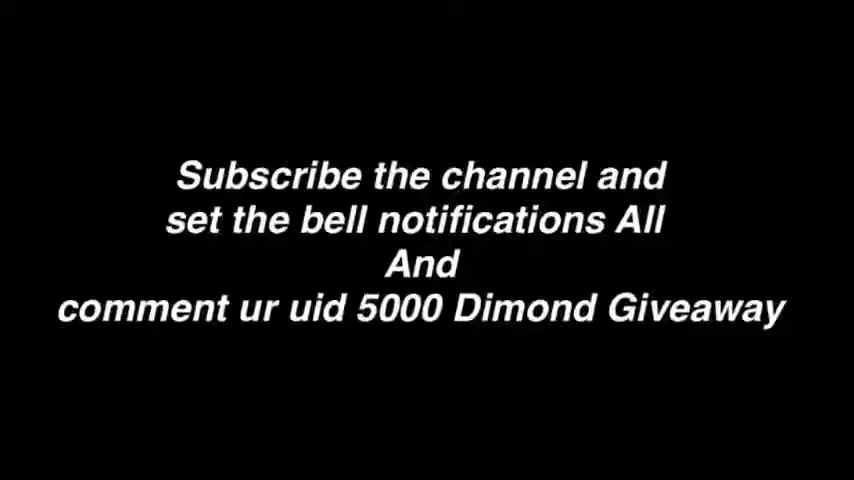 Subscribe the channel and
set the bell notifications All
And
comment ur uid 5000 Dimond Giveaway